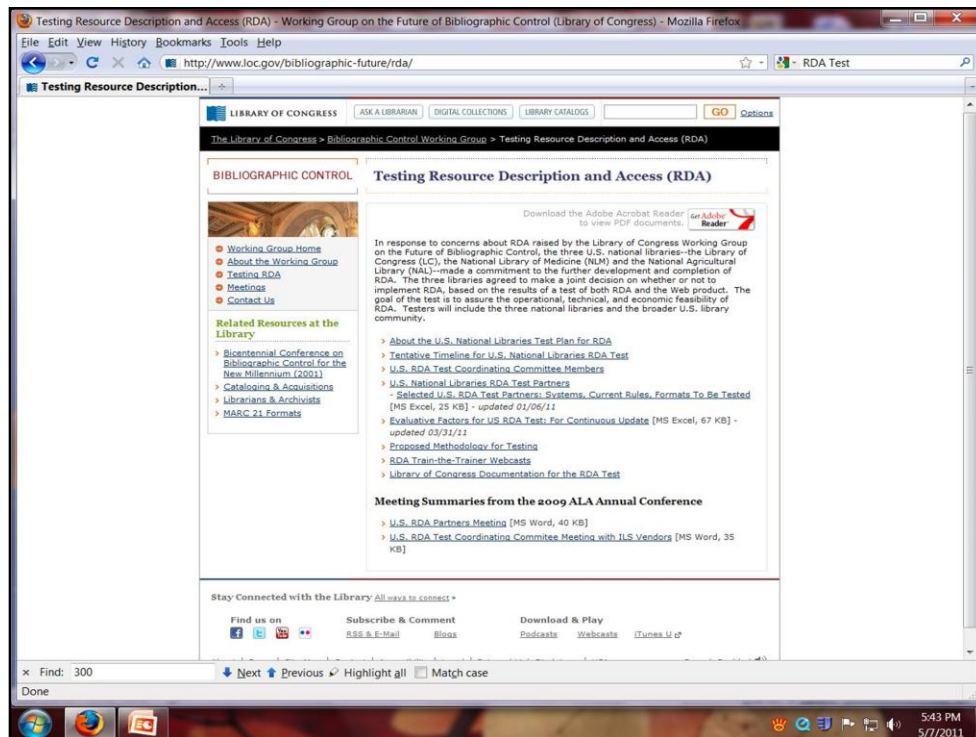 Testing Resource Description and Access (RDA) - Working Group on the Future of Bibliographic Control (Library of Congress) - Mozilla Firefox
File Edit View History Bookmarks Tools Help
http://www.loc.gov/bibliographic-future/rda/
RDA Test
Testing Resource Description...
LIBRARY OF CONGRESS
ASK A LIBRARIAN
DIGITAL COLLECTIONS
LIBRARY CATALOGS
GO
Options
The Library of Congress > Bibliographic Control Working Group > Testing Resource Description and Access (RDA)
BIBLIOGRAPHIC CONTROL
Working Group Home
About the Working Group
Testing RDA
Meetings
Contact Us
Related Resources at the
Library
Bicentennial Conference on
Bibliographic Control for the
New Millennium (2001)
Cataloging & Acquisitions
Librarians & Archivists
MARC 21 Formats
Testing Resource Description and Access (RDA)
Download the Adobe Acrobat Reader
to view PDF documents.
Get Adobe
Reader
In response to concerns about RDA raised by the Library of Congress Working Group
on the Future of Bibliographic Control, the three U.S. national libraries--the Library of
Congress (LC), the National Library of Medicine (NLM) and the National Agricultural
Library (NAL)--made a commitment to the further development and completion of
RDA. The three libraries agreed to make a joint decision on whether or not to
implement RDA, based on the results of a test of both RDA and the Web product. The
goal of the test is to assure the operational, technical, and economic feasibility of
RDA. Testers will include the three national libraries and the broader U.S. library
community.
About the U.S. National Libraries Test Plan for RDA
Tentative Timeline for U.S. National Libraries RDA Test
U.S. RDA Test Coordinating Committee Members
U.S. National Libraries RDA Test Partners
- Selected U.S. RDA Test Partners: Systems, Current Rules, Formats To Be Tested
[MS Excel, 25 KB] - updated 01/06/11
Evaluative Factors for US RDA Test: For Continuous Update [MS Excel, 67 KB] -
updated 03/31/11
Proposed Methodology for Testing
RDA Train-the-Trainer Webcasts
Library of Congress Documentation for the RDA Test
Meeting Summaries from the 2009 ALA Annual Conference
U.S. RDA Partners Meeting [MS Word, 40 KB]
U.S. RDA Test Coordinating Commitee Meeting with ILS Vendors [MS Word, 35
KB]
Stay Connected with the Library All ways to connect »
Find us on
Subscribe & Comment
RSS & E-Mail
Blogs
Download & Play
Podcasts
Webcasts
iTunes U
Find: 300
Next
Previous
Highlight all
Match case
Done
5:43 PM
5/7/2011